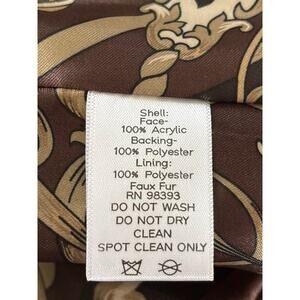 Shell:
Face-
100% Acrylic
Backing-
100% Polyester
Lining:
100% Polyester
Faux Fur
RN 98393
DO NOT WASH
DO NOT DRY
CLEAN
SPOT CLEAN ONLY